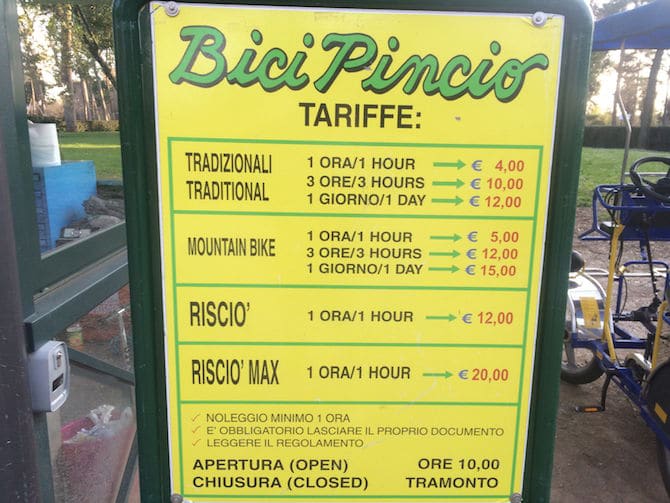 Bici Pincio
TARIFFE:
TRADIZIONALI 1 ORA/1 HOUR → € 4,00
TRADITIONAL 3 ORE/3 HOURS → € 10,00
1 GIORNO/1 DAY → € 12,00
MOUNTAIN BIKE 1 ORA/1 HOUR → € 5,00
3 ORE/3 HOURS → € 12,00
1 GIORNO/1 DAY → € 15,00
RISCIO' 1 ORA/1 HOUR → € 12,00
RISCIO' MAX 1 ORA/1 HOUR → € 20,00
✓ NOLEGGIO MINIMO 1 ORA
✓ E' OBBLIGATORIO LASCIARE IL PROPRIO DOCUMENTO
✓ LEGGERE IL REGOLAMENTO
APERTURA (OPEN) ORE 10,00
CHIUSURA (CLOSED) TRAMONTO